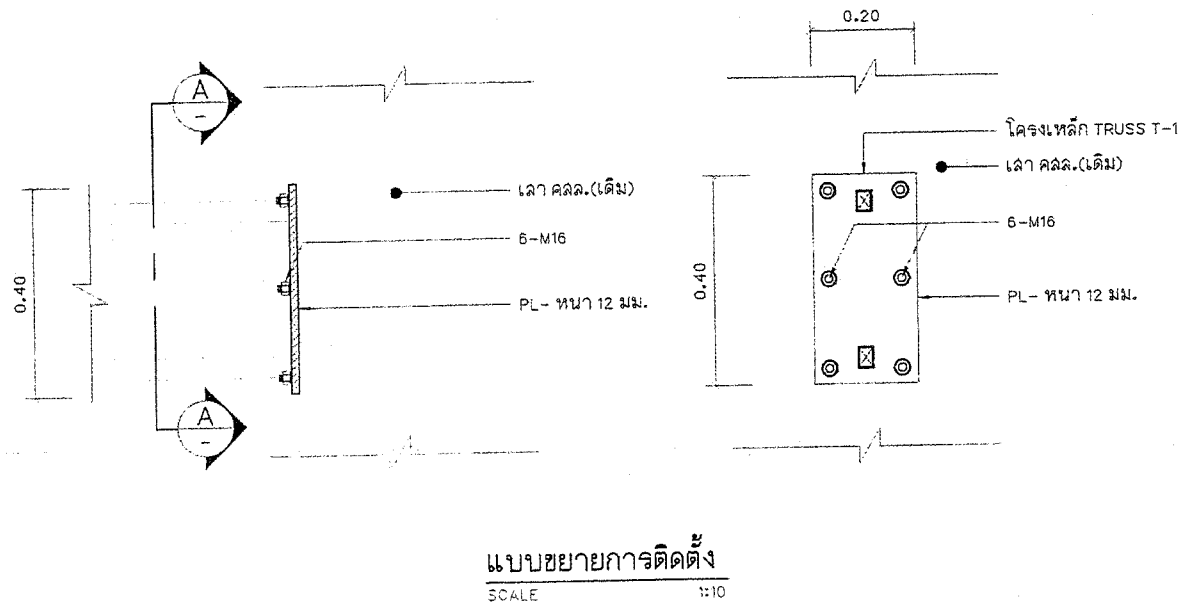 0.20
A
-
โครงเหล็ก TRUSS T-1
เสา คสล.(เดิม)
เสา คสล.(เดิม)
6-M16
6-M16
0.40
0.40
PL- หนา 12 มม.
PL- หนา 12 มม.
A
-
แบบขยายการติดตั้ง
SCALE 1:10